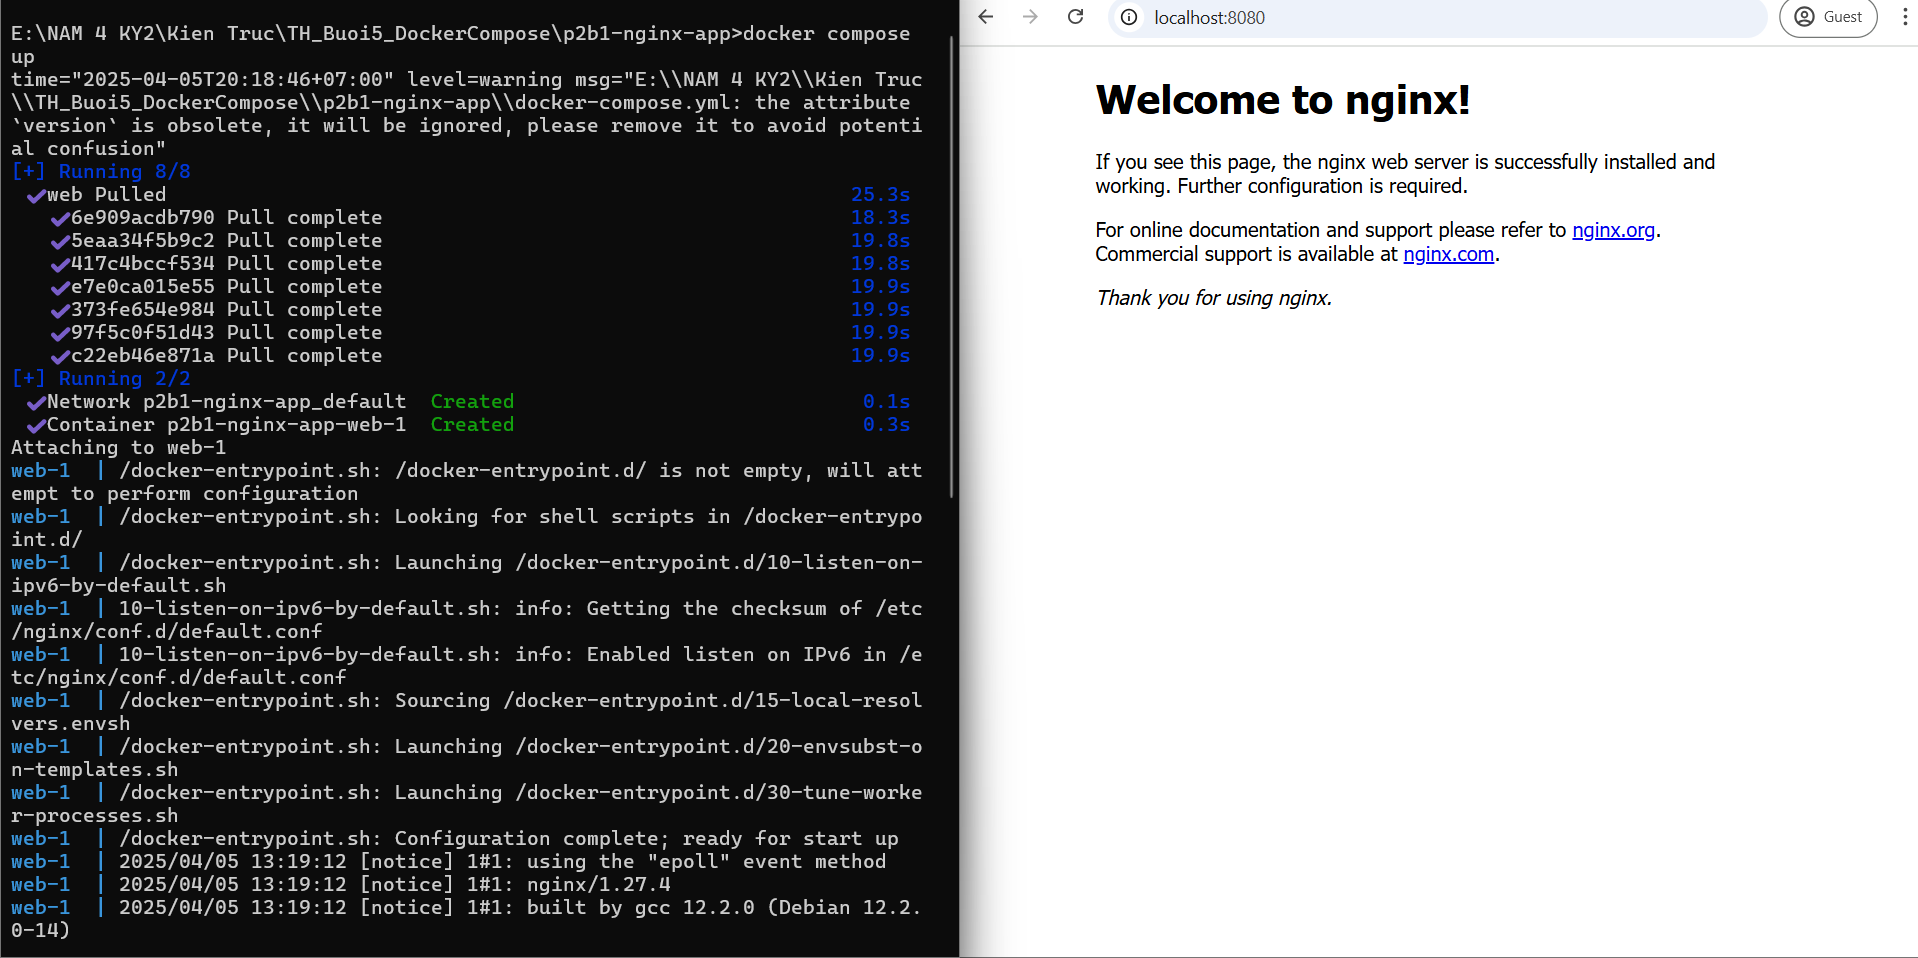 E:\NAM 4 KY2\Kien Truc\TH_Buoi5_DockerCompose\p2b1-nginx-app>docker compose
up
time="2025-04-05T20:18:46+07:00" level=warning msg="E:\\NAM 4 KY2\\Kien Truc
\\TH_Buoi5_DockerCompose\\p2b1-nginx-app\\docker-compose.yml: the attribute
`version` is obsolete, it will be ignored, please remove it to avoid potenti
al confusion"
[+] Running 8/8
✔web Pulled 25.3s
✔6e909acdb790 Pull complete 18.3s
✔5eaa34f5b9c2 Pull complete 19.8s
✔417c4bccf534 Pull complete 19.8s
✔e7e0ca015e55 Pull complete 19.9s
✔373fe654e984 Pull complete 19.9s
✔97f5c0f51d43 Pull complete 19.9s
✔c22eb46e871a Pull complete 19.9s
[+] Running 2/2
✔Network p2b1-nginx-app_default Created 0.1s
✔Container p2b1-nginx-app-web-1 Created 0.3s
Attaching to web-1
web-1 | /docker-entrypoint.sh: /docker-entrypoint.d/ is not empty, will att
empt to perform configuration
web-1 | /docker-entrypoint.sh: Looking for shell scripts in /docker-entrypo
int.d/
web-1 | /docker-entrypoint.sh: Launching /docker-entrypoint.d/10-listen-on-
ipv6-by-default.sh
web-1 | 10-listen-on-ipv6-by-default.sh: info: Getting the checksum of /etc
/nginx/conf.d/default.conf
web-1 | 10-listen-on-ipv6-by-default.sh: info: Enabled listen on IPv6 in /e
tc/nginx/conf.d/default.conf
web-1 | /docker-entrypoint.sh: Sourcing /docker-entrypoint.d/15-local-resol
vers.envsh
web-1 | /docker-entrypoint.sh: Launching /docker-entrypoint.d/20-envsubst-o
n-templates.sh
web-1 | /docker-entrypoint.sh: Launching /docker-entrypoint.d/30-tune-worke
r-processes.sh
web-1 | /docker-entrypoint.sh: Configuration complete; ready for start up
web-1 | 2025/04/05 13:19:12 [notice] 1#1: using the "epoll" event method
web-1 | 2025/04/05 13:19:12 [notice] 1#1: nginx/1.27.4
web-1 | 2025/04/05 13:19:12 [notice] 1#1: built by gcc 12.2.0 (Debian 12.2.
0-14)
localhost:8080
Guest
Welcome to nginx!
If you see this page, the nginx web server is successfully installed and
working. Further configuration is required.
For online documentation and support please refer to nginx.org.
Commercial support is available at nginx.com.
Thank you for using nginx.